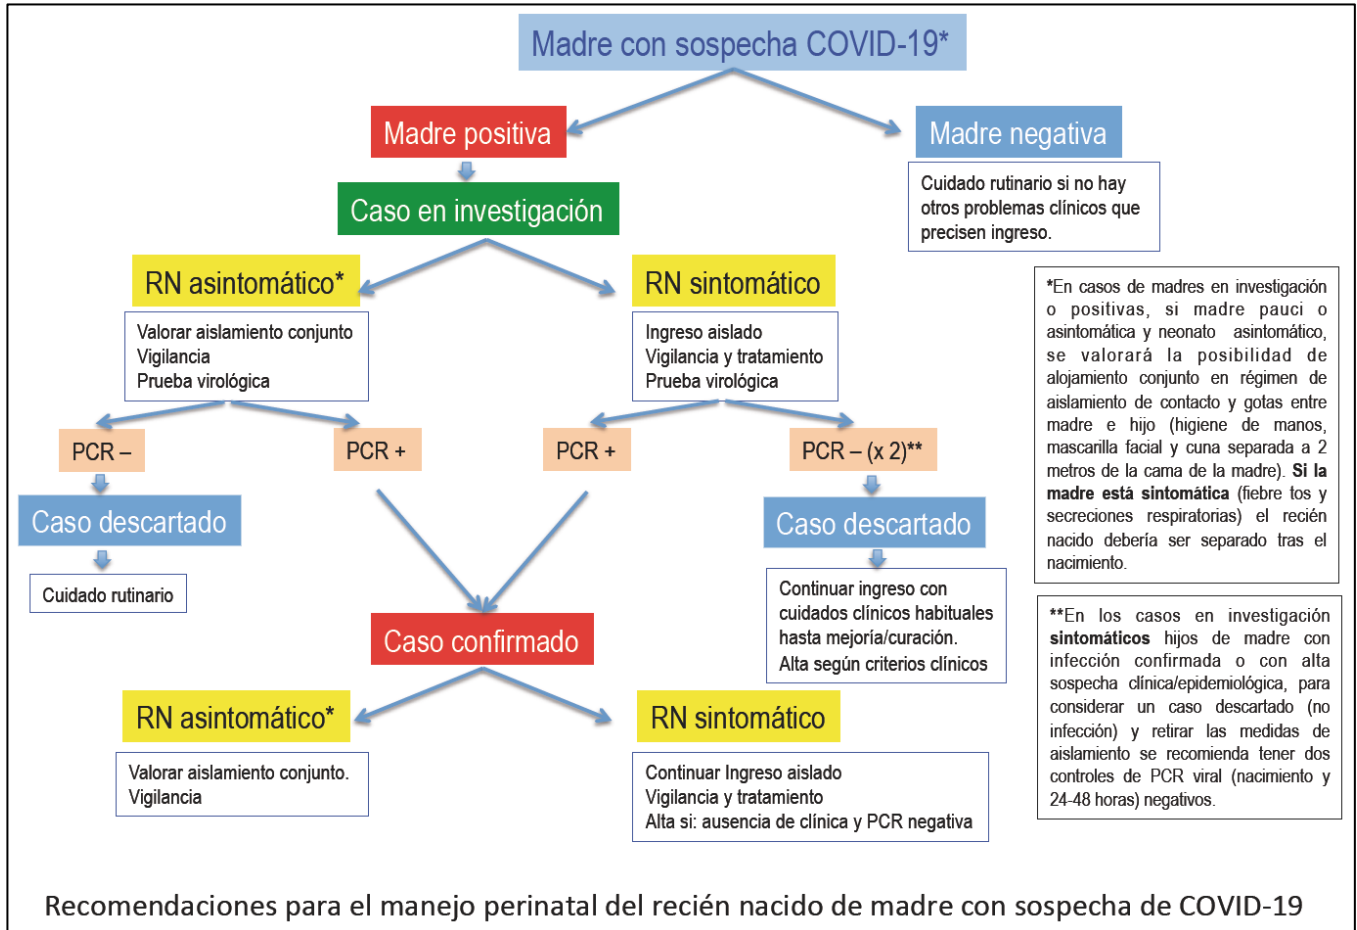 Madre con sospecha COVID-19*
Madre positiva
Madre negativa
Cuidado rutinario si no hay
otros problemas clínicos que
precisen ingreso.
Caso en investigación
RN asintomático*
RN sintomático
Valorar aislamiento conjunto
Vigilancia
Prueba virológica
Ingreso aislado
Vigilancia y tratamiento
Prueba virológica
PCR –
PCR +
PCR +
PCR – (x 2)**
Caso descartado
Caso descartado
Cuidado rutinario
Continuar ingreso con
cuidados clínicos habituales
hasta mejoría/curación.
Alta según criterios clínicos
Caso confirmado
RN asintomático*
RN sintomático
Valorar aislamiento conjunto.
Vigilancia
Continuar Ingreso aislado
Vigilancia y tratamiento
Alta si: ausencia de clínica y PCR negativa
*En casos de madres en investigación
o positivas, si madre pauci o
asintomática y neonato asintomático,
se valorará la posibilidad de
alojamiento conjunto en régimen de
aislamiento de contacto y gotas entre
madre e hijo (higiene de manos,
mascarilla facial y cuna separada a 2
metros de la cama de la madre). Si la
madre está sintomática (fiebre tos y
secreciones respiratorias) el recién
nacido debería ser separado tras el
nacimiento.
**En los casos en investigación
sintomáticos hijos de madre con
infección confirmada o con alta
sospecha clínica/epidemiológica, para
considerar un caso descartado (no
infección) y retirar las medidas de
aislamiento se recomienda tener dos
controles de PCR viral (nacimiento y
24-48 horas) negativos.
Recomendaciones para el manejo perinatal del recién nacido de madre con sospecha de COVID-19